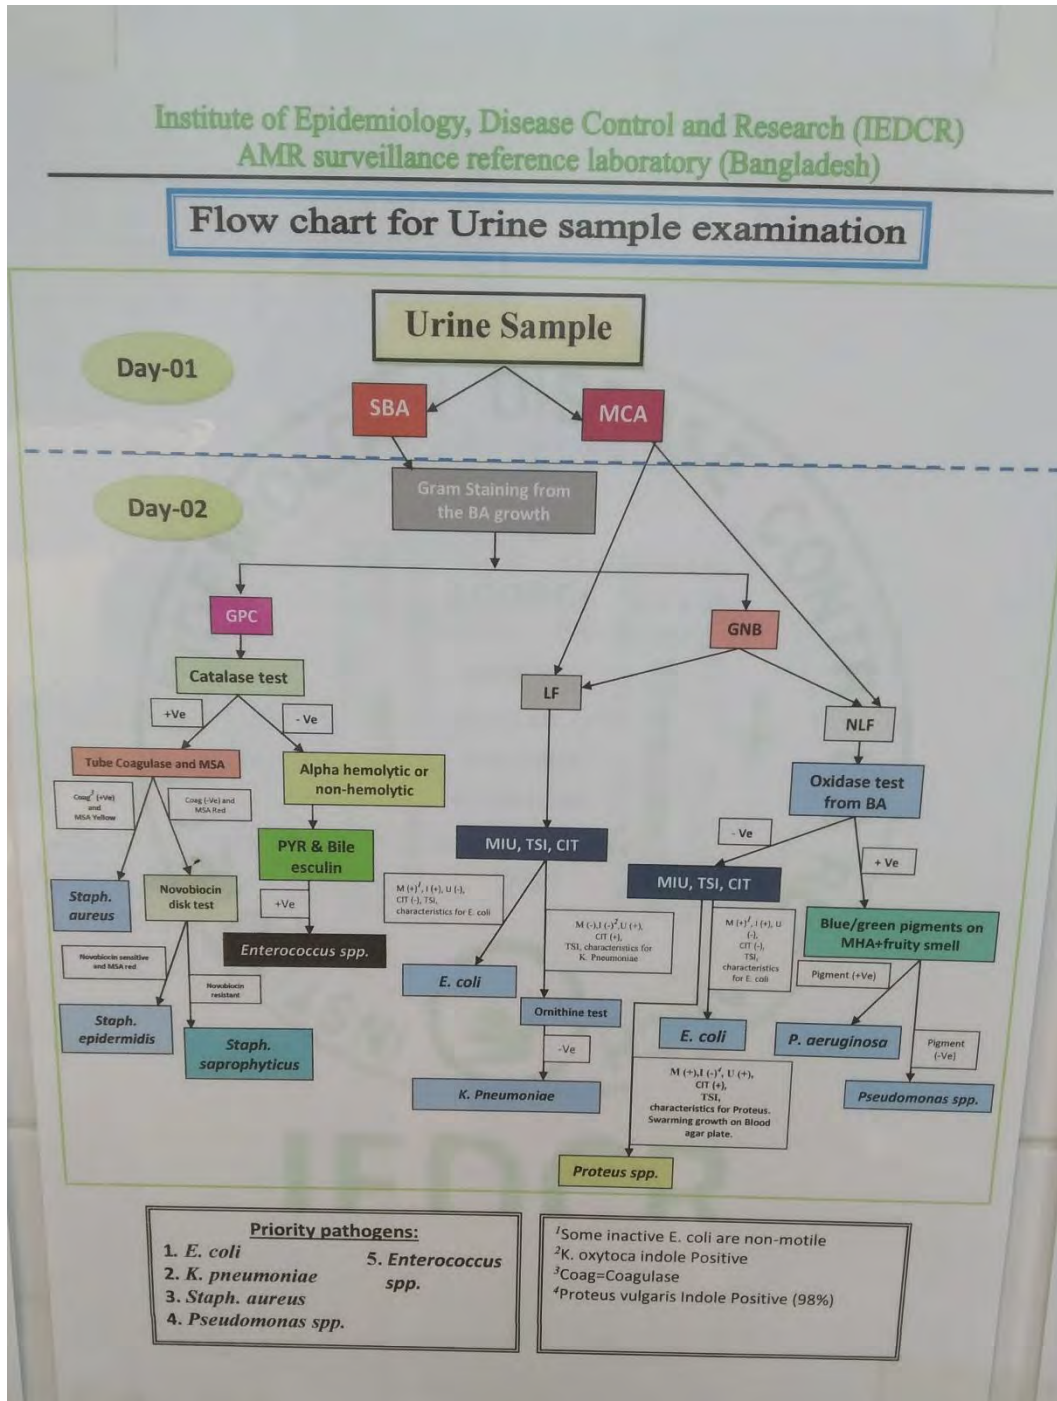 Institute of Epidemiology, Disease Control and Research (IEDCR)
AMR surveillance reference laboratory (Bangladesh)
Flow chart for Urine sample examination
Urine Sample
Day-01
SBA
MCA
Day-02
Gram Staining from
the BA growth
GPC
GNB
Catalase test
LF
NLF
+Ve
- Ve
Tube Coagulase and MSA
Alpha hemolytic or
non-hemolytic
Oxidase test
from BA
Coag³ (+Ve)
and
MSA Yellow
Coag (-Ve) and
MSA Red
PYR & Bile
esculin
MIU, TSI, CIT
- Ve
+ Ve
MIU, TSI, CIT
Staph.
aureus
Novobiocin
disk test
+Ve
M (+)¹, I (+), U (-),
CIT (-), TSI,
characteristics for E. coli
M (-),I (-)²,U (+),
CIT (+),
TSI, characteristics for
K. Pneumoniae
M (+)¹, I (+), U
(-),
CIT (-),
TSI,
characteristics
for E. coli
Blue/green pigments on
MHA+fruity smell
Enterococcus spp.
Novobiocin sensitive
and MSA red
Novobiocin
resistant
E. coli
Pigment (+Ve)
Ornithine test
Staph.
epidermidis
Staph.
saprophyticus
E. coli
P. aeruginosa
Pigment
(-Ve)
-Ve
K. Pneumoniae
M (+),I (-)⁴, U (+),
CIT (+),
TSI,
characteristics for Proteus.
Swarming growth on Blood
agar plate.
Pseudomonas spp.
Proteus spp.
IEDCR
Priority pathogens:
1. E. coli
2. K. pneumoniae
3. Staph. aureus
4. Pseudomonas spp.
5. Enterococcus
spp.
¹Some inactive E. coli are non-motile
²K. oxytoca indole Positive
³Coag=Coagulase
⁴Proteus vulgaris Indole Positive (98%)